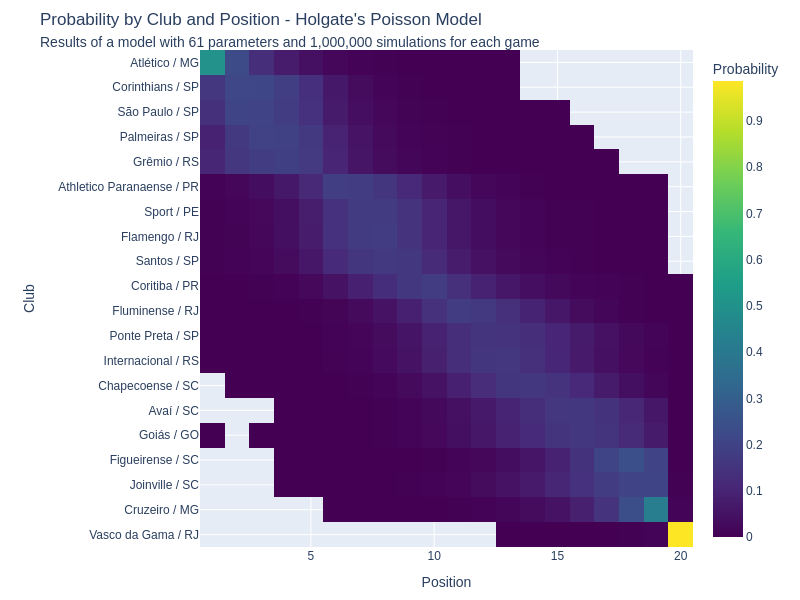 Probability by Club and Position - Holgate's Poisson Model
Results of a model with 61 parameters and 1,000,000 simulations for each game
Probability
Atlético / MG
Corinthians / SP
São Paulo / SP
Palmeiras / SP
Grêmio / RS
Athletico Paranaense / PR
Sport / PE
Flamengo / RJ
Santos / SP
Coritiba / PR
Fluminense / RJ
Ponte Preta / SP
Internacional / RS
Chapecoense / SC
Avaí / SC
Goiás / GO
Figueirense / SC
Joinville / SC
Cruzeiro / MG
Vasco da Gama / RJ
Club
5
10
15
20
Position
0.9
0.8
0.7
0.6
0.5
0.4
0.3
0.2
0.1
0